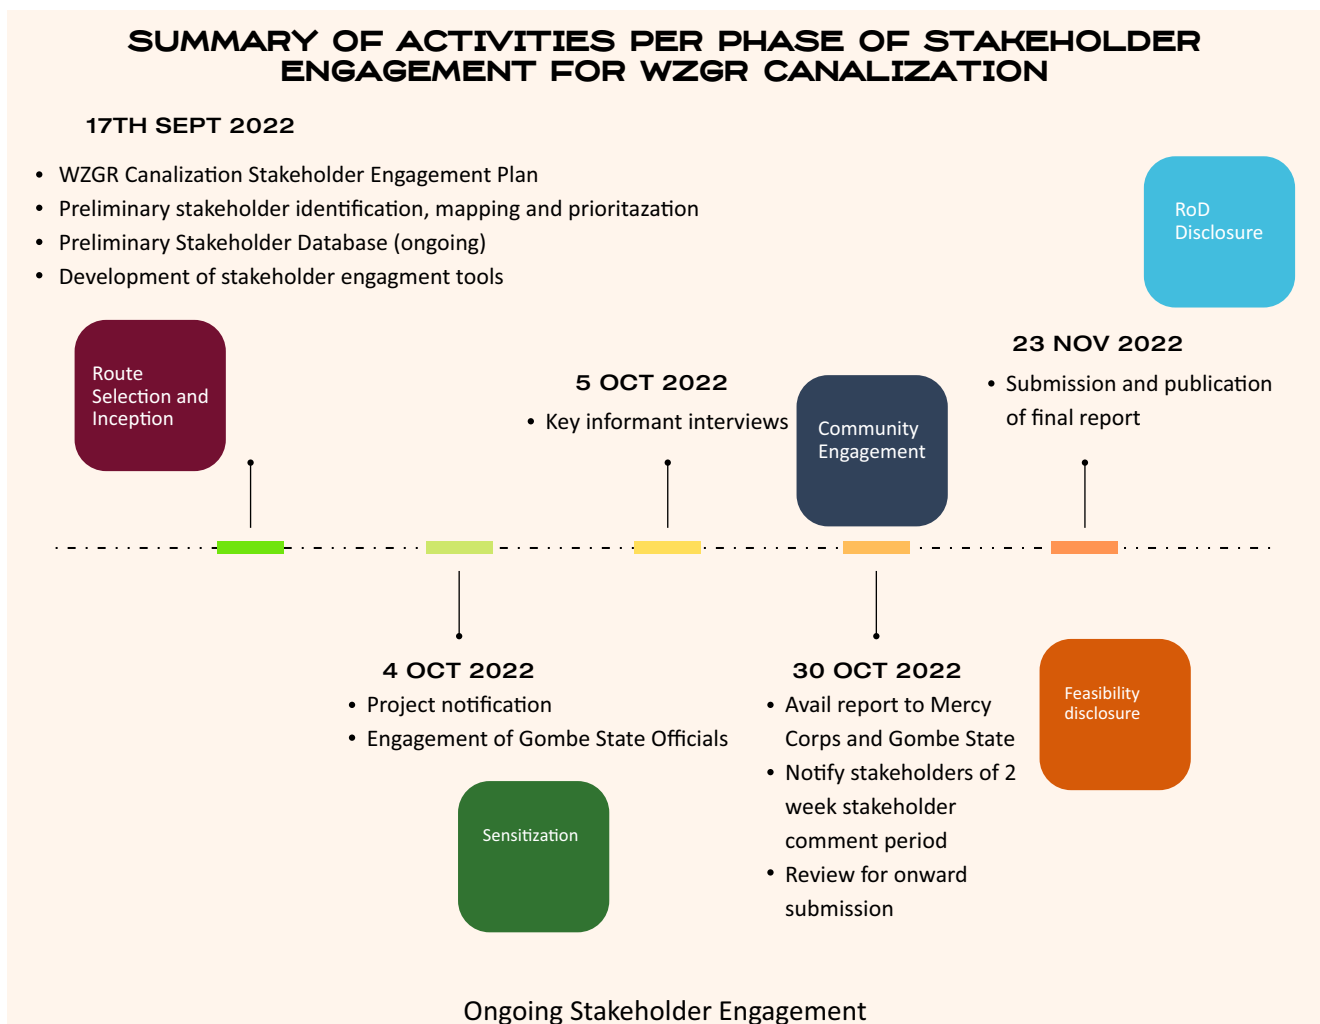 SUMMARY OF ACTIVITIES PER PHASE OF STAKEHOLDER
ENGAGEMENT FOR WZGR CANALIZATION
17TH SEPT 2022
• WZGR Canalization Stakeholder Engagement Plan
• Preliminary stakeholder identification, mapping and prioritazation
• Preliminary Stakeholder Database (ongoing)
• Development of stakeholder engagment tools
Route
Selection and
Inception
4 OCT 2022
• Project notification
• Engagement of Gombe State Officials
Sensitization
5 OCT 2022
• Key informant interviews
Community
Engagement
30 OCT 2022
• Avail report to Mercy
Corps and Gombe State
• Notify stakeholders of 2
week stakeholder
comment period
• Review for onward
submission
Feasibility
disclosure
23 NOV 2022
• Submission and publication
of final report
RoD
Disclosure
Ongoing Stakeholder Engagement